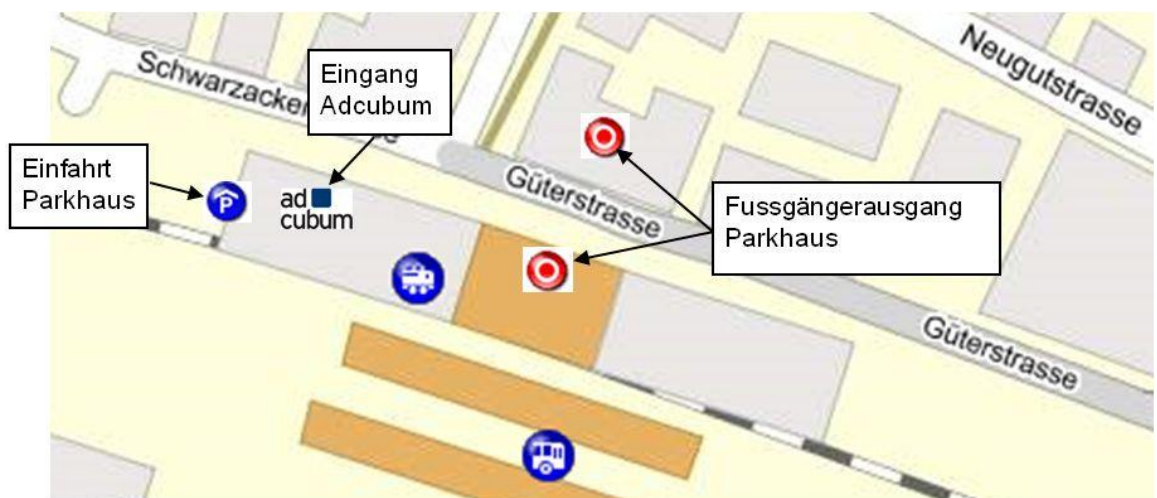 Schwarzacker
Eingang
Adcubum
Neugutstrasse
Einfahrt
Parkhaus
P
ad
cubum
Güterstrasse
Fussgängerausgang
Parkhaus
Güterstrasse